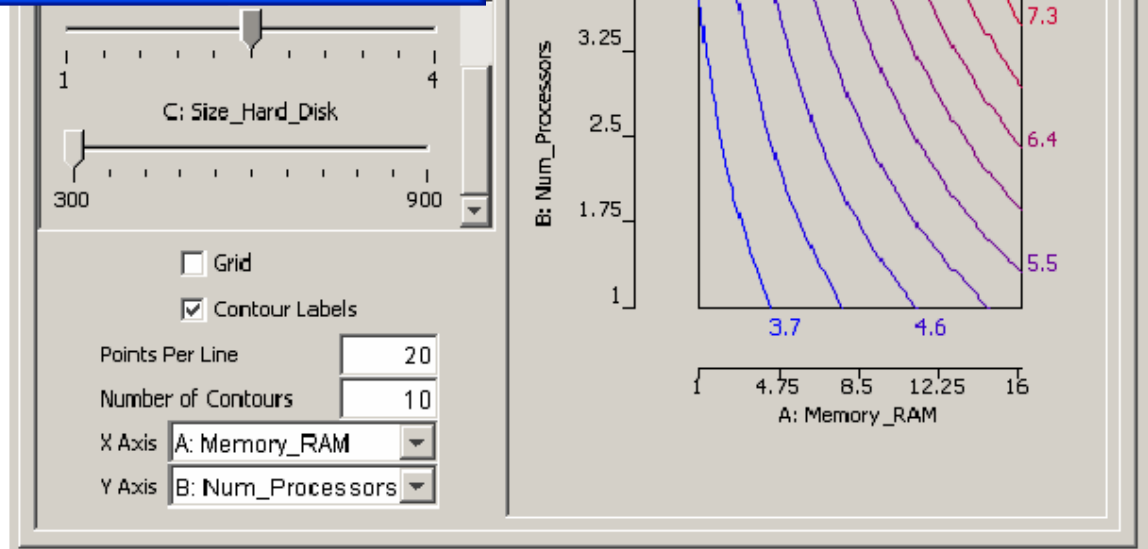 1 4
C: Size_Hard_Disk
300 900
Grid
Contour Labels
Points Per Line 20
Number of Contours 10
X Axis A: Memory_RAM
Y Axis B: Num_Processors
B: Num_Processors
3.25
2.5
1.75
1
7.3
6.4
5.5
3.7 4.6
1 4.75 8.5 12.25 16
A: Memory_RAM